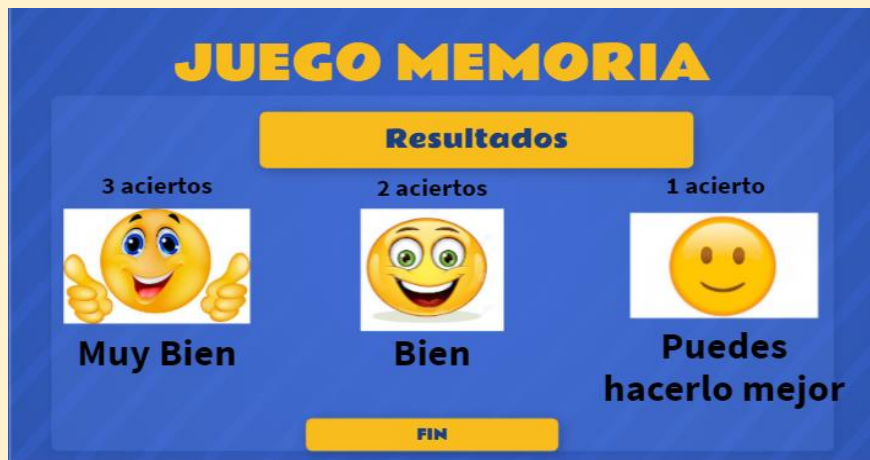 JUEGO MEMORIA
Resultados
3 aciertos
2 aciertos
1 acierto
Muy Bien
Bien
Puedes
hacerlo mejor
FIN